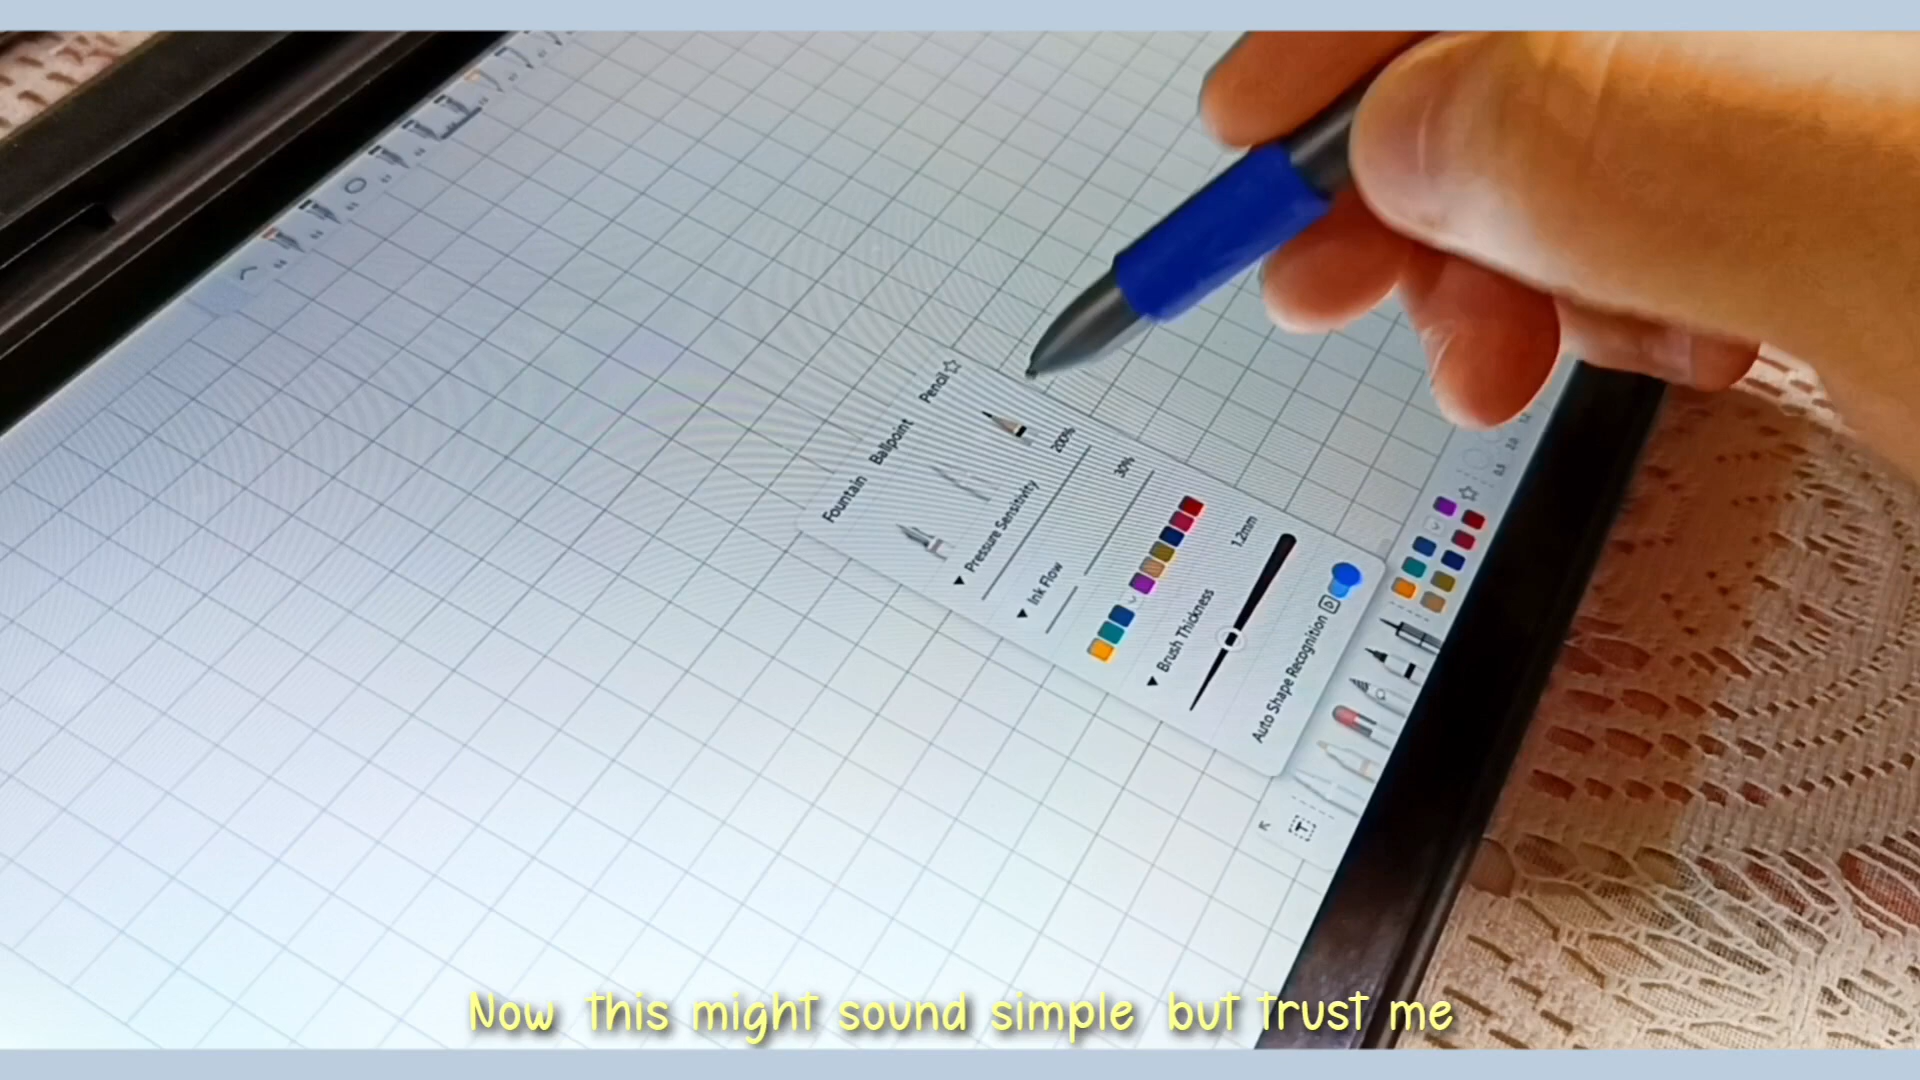 Fountain Ballpoint Pencil
Pressure Sensitivity 200%
Ink Flow 30%
Brush Thickness 1.2mm
Auto Shape Recognition D
T
Now this might sound simple but trust me